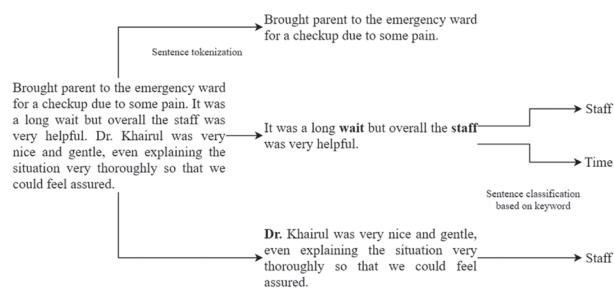 Brought parent to the emergency ward
for a checkup due to some pain.
Sentence tokenization
Brought parent to the emergency ward
for a checkup due to some pain. It was
a long wait but overall the staff was
very helpful. Dr. Khairul was very
nice and gentle, even explaining the
situation very thoroughly so that we
could feel assured.
It was a long wait but overall the staff
was very helpful.
Staff
Time
Sentence classification
based on keyword
Dr. Khairul was very nice and gentle,
even explaining the situation very
thoroughly so that we could feel
assured.
Staff